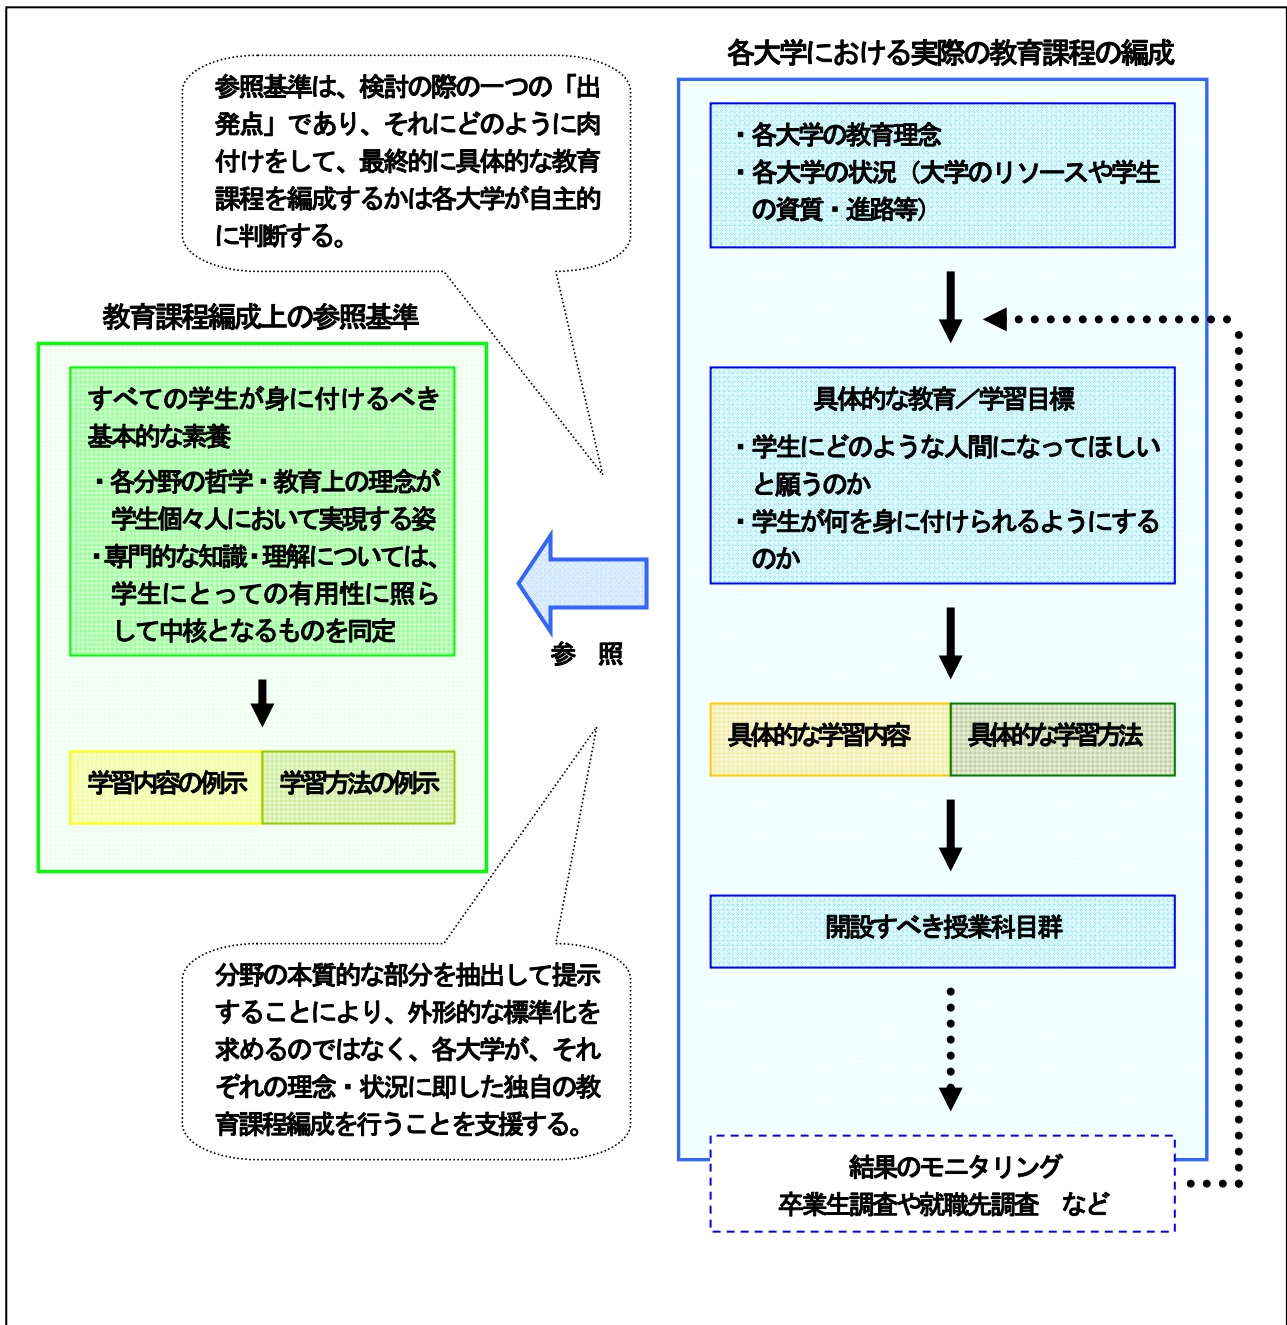 各大学における実際の教育課程の編成
参照基準は、検討の際の一つの「出
発点」であり、それにどのように肉
付けをして、最終的に具体的な教育
課程を編成するかは各大学が自主的
に判断する。
・各大学の教育理念
・各大学の状況（大学のリソースや学生
の資質・進路等）
教育課程編成上の参照基準
すべての学生が身に付けるべき
基本的な素養
・各分野の哲学・教育上の理念が
学生個々人において実現する姿
・専門的な知識・理解については、
学生にとっての有用性に照ら
して中核となるものを同定
学習内容の例示
学習方法の例示
参　照
具体的な教育／学習目標
・学生にどのような人間になってほしい
と願うのか
・学生が何を身に付けられるようにする
のか
具体的な学習内容
具体的な学習方法
開設すべき授業科目群
分野の本質的な部分を抽出して提示
することにより、外形的な標準化を
求めるのではなく、各大学が、それ
ぞれの理念・状況に即した独自の教
育課程編成を行うことを支援する。
結果のモニタリング
卒業生調査や就職先調査　など